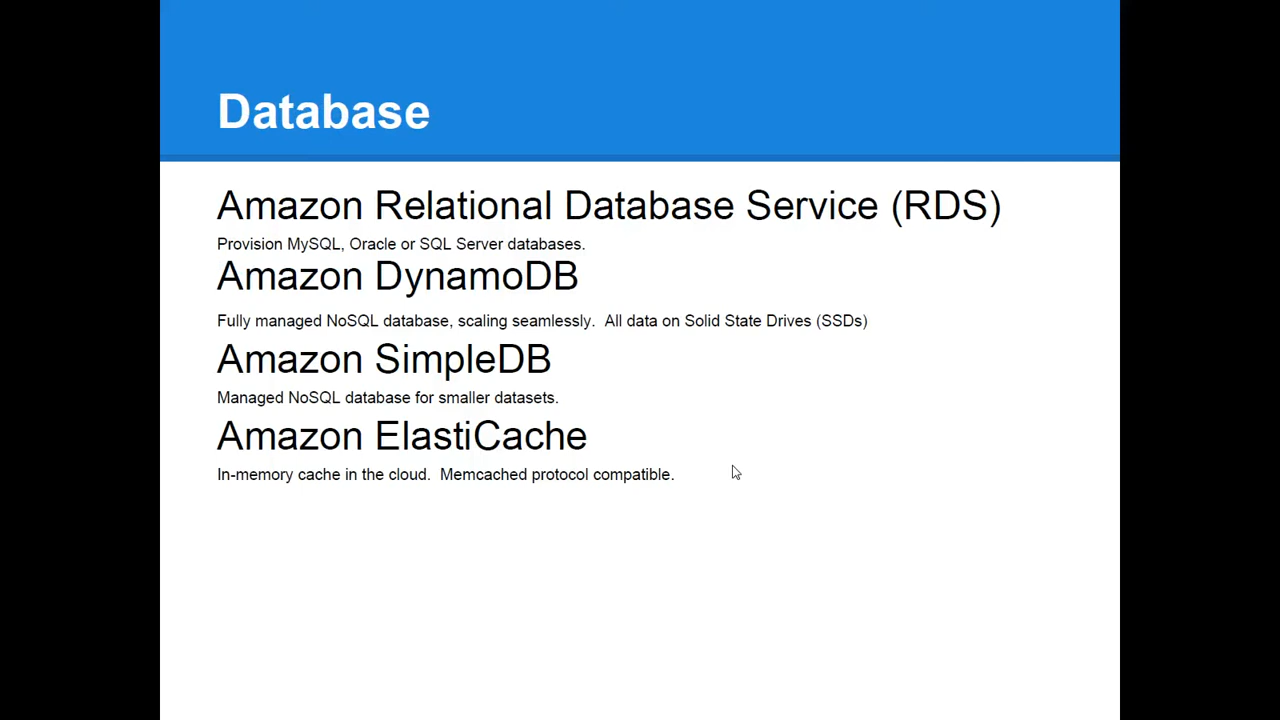 Database
Amazon Relational Database Service (RDS)
Provision MySQL, Oracle or SQL Server databases.
Amazon DynamoDB
Fully managed NoSQL database, scaling seamlessly.  All data on Solid State Drives (SSDs)
Amazon SimpleDB
Managed NoSQL database for smaller datasets.
Amazon ElastiCache
In-memory cache in the cloud.  Memcached protocol compatible.